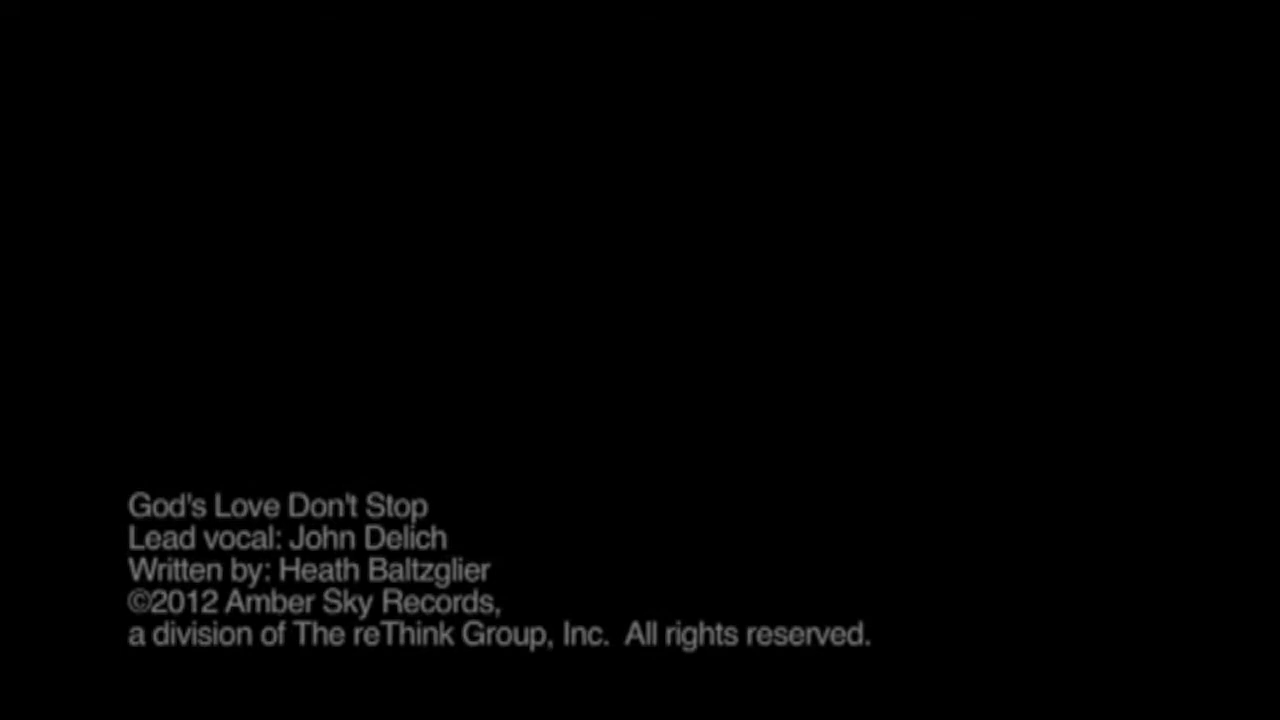 God's Love Don't Stop
Lead vocal: John Delich
Written by: Heath Baltzglier
©2012 Amber Sky Records,
a division of The reThink Group, Inc.  All rights reserved.